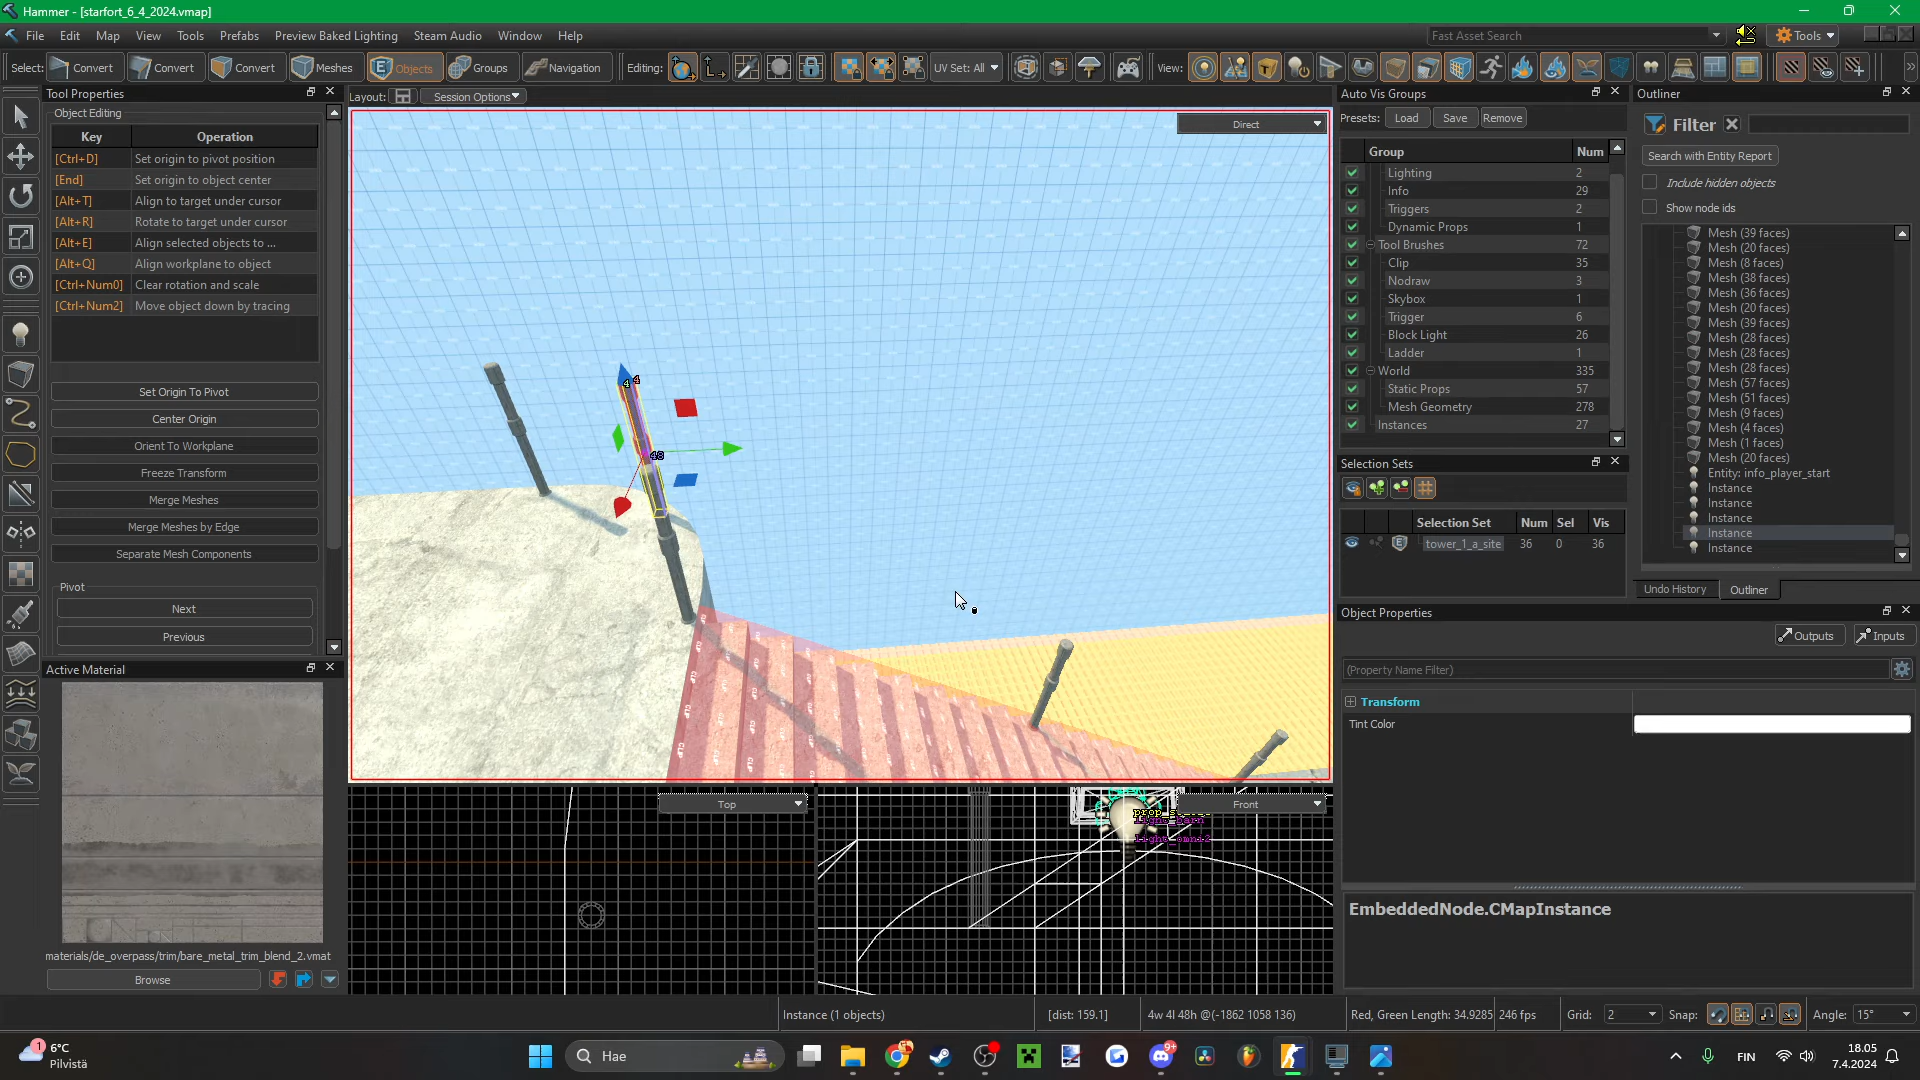 Hammer - [starfort_6_4_2024.vmap]
File Edit Map View Tools Prefabs Preview Baked Lighting Steam Audio Window Help
Fast Asset Search
Tools
Select: Convert Convert Convert Meshes Objects Groups Navigation Editing: UV Set: All View:
Tool Properties
Object Editing
Key Operation
[Ctrl+D] Set origin to pivot position
[End] Set origin to object center
[Alt+T] Align to target under cursor
[Alt+R] Rotate to target under cursor
[Alt+E] Align selected objects to ...
[Alt+Q] Align workplane to object
[Ctrl+Num0] Clear rotation and scale
[Ctrl+Num2] Move object down by tracing
Set Origin To Pivot
Center Origin
Orient To Workplane
Freeze Transform
Merge Meshes
Merge Meshes by Edge
Separate Mesh Components
Pivot
Next
Previous
Active Material
materials/de_overpass/trim/bare_metal_trim_blend_2.vmat
Browse
Layout: Session Options
Direct
4 4
48
CLIP
Top
Front
light_omni2
Auto Vis Groups
Presets: Load Save Remove
Group Num
Lighting 2
Info 29
Triggers 2
Dynamic Props 1
Tool Brushes 72
Clip 35
Nodraw 3
Skybox 1
Trigger 6
Block Light 26
Ladder 1
World 335
Static Props 57
Mesh Geometry 278
Instances 27
Selection Sets
Selection Set Num Sel Vis
tower_1_a_site 36 0 36
Outliner
Filter
Search with Entity Report
Include hidden objects
Show node ids
Mesh (39 faces)
Mesh (20 faces)
Mesh (8 faces)
Mesh (38 faces)
Mesh (36 faces)
Mesh (20 faces)
Mesh (39 faces)
Mesh (28 faces)
Mesh (28 faces)
Mesh (28 faces)
Mesh (57 faces)
Mesh (51 faces)
Mesh (9 faces)
Mesh (4 faces)
Mesh (1 faces)
Mesh (20 faces)
Entity: info_player_start
Instance
Instance
Instance
Instance
Instance
Undo History Outliner
Object Properties
Outputs Inputs
(Property Name Filter)
Transform
Tint Color
EmbeddedNode.CMapInstance
Instance (1 objects) [dist: 159.1] 4w 4l 48h @(-1862 1058 136) Red, Green Length: 34.9285 246 fps Grid: 2 Snap: Angle: 15°
1
6°C
Pilvistä
Hae
9+
FIN
18.05
7.4.2024